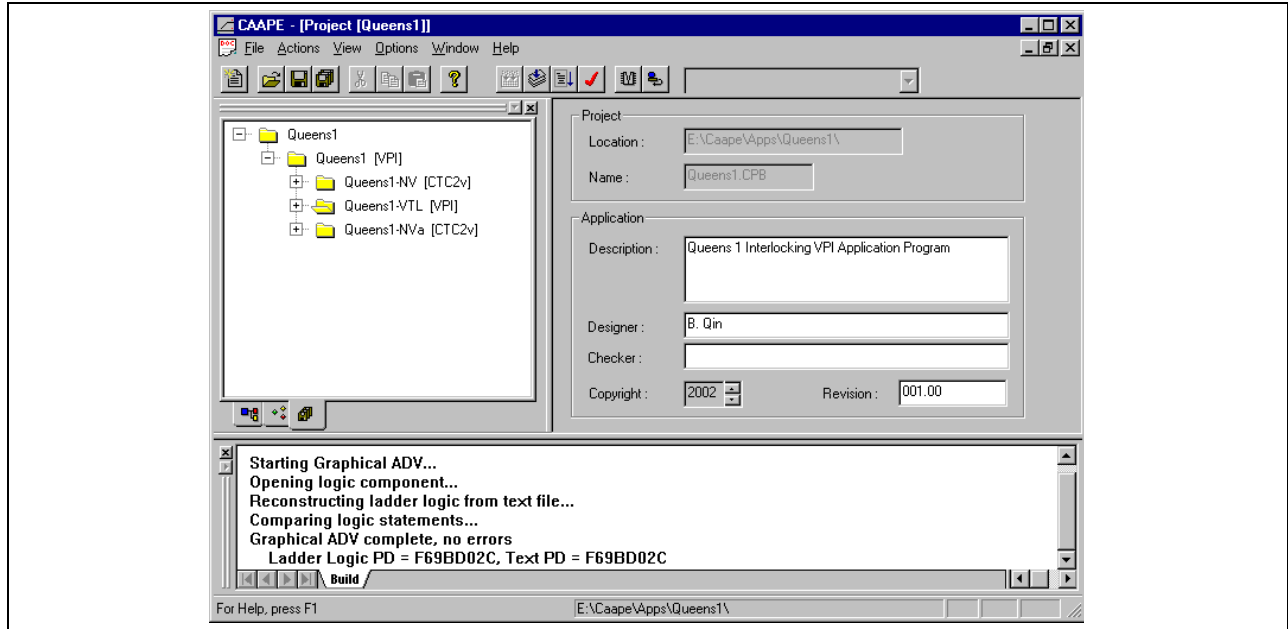 CAAPE - [Project [Queens1]]
File Actions View Options Window Help
Queens1
Queens1 [VPI]
Queens1-NV [CTC2v]
Queens1-VTL [VPI]
Queens1-NVa [CTC2v]
Project
Location : E:\Caape\Apps\Queens1\
Name : Queens1.CPB
Application
Description : Queens 1 Interlocking VPI Application Program
Designer : B. Qin
Checker :
Copyright : 2002 Revision : 001.00
Starting Graphical ADV...
Opening logic component...
Reconstructing ladder logic from text file...
Comparing logic statements...
Graphical ADV complete, no errors
Ladder Logic PD = F69BD02C, Text PD = F69BD02C
Build
For Help, press F1 E:\Caape\Apps\Queens1\